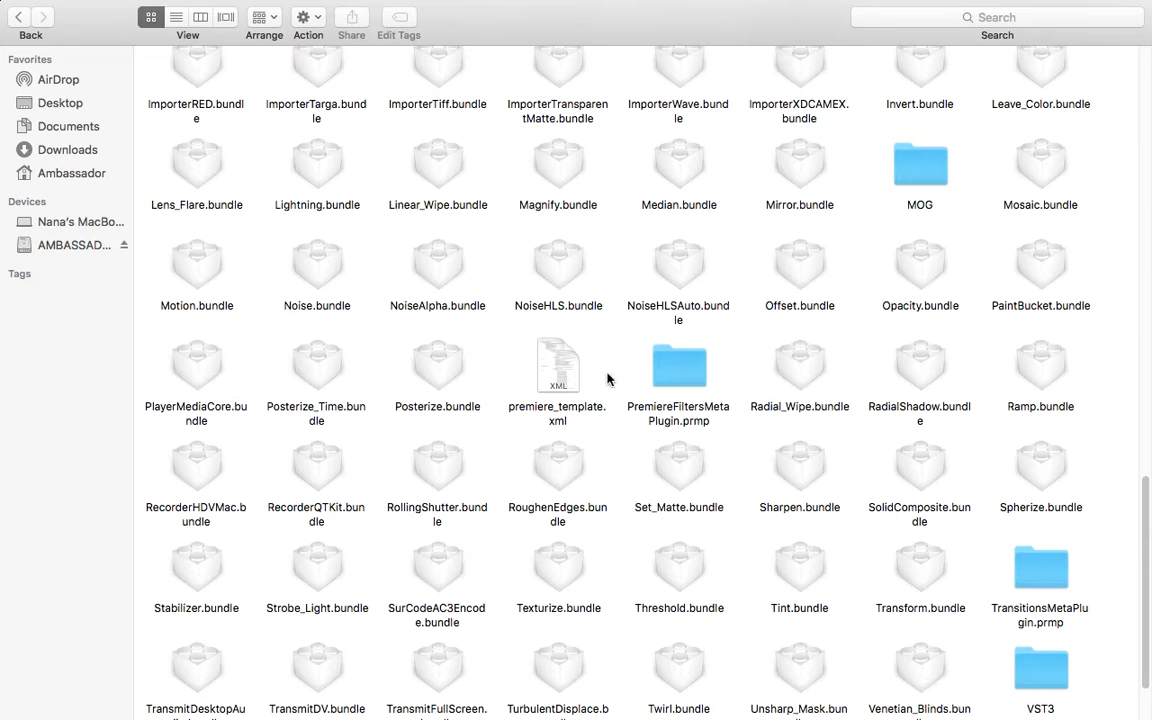 Search
Back
View
Arrange
Action
Share
Edit Tags
Search
Favorites
AirDrop
Desktop
Documents
Downloads
Ambassador
Devices
Nana's MacBo...
AMBASSAD...
Tags
ImporterRED.bundl
e
ImporterTarga.bund
le
ImporterTiff.bundle
ImporterTransparen
tMatte.bundle
ImporterWave.bund
le
ImporterXDCAMEX.
bundle
Invert.bundle
Leave_Color.bundle
Lens_Flare.bundle
Lightning.bundle
Linear_Wipe.bundle
Magnify.bundle
Median.bundle
Mirror.bundle
MOG
Mosaic.bundle
Motion.bundle
Noise.bundle
NoiseAlpha.bundle
NoiseHLS.bundle
NoiseHLSAuto.bund
le
Offset.bundle
Opacity.bundle
PaintBucket.bundle
PlayerMediaCore.bu
ndle
Posterize_Time.bun
dle
Posterize.bundle
XML
premiere_template.
xml
PremiereFiltersMeta
Plugin.prmp
Radial_Wipe.bundle
RadialShadow.bundl
e
Ramp.bundle
RecorderHDVMac.b
undle
RecorderQTKit.bun
dle
RollingShutter.bund
le
RoughenEdges.bun
dle
Set_Matte.bundle
Sharpen.bundle
SolidComposite.bun
dle
Spherize.bundle
Stabilizer.bundle
Strobe_Light.bundle
SurCodeAC3Encod
e.bundle
Texturize.bundle
Threshold.bundle
Tint.bundle
Transform.bundle
TransitionsMetaPlu
gin.prmp
TransmitDesktopAu
TransmitDV.bundle
TransmitFullScreen.
TurbulentDisplace.b
Twirl.bundle
Unsharp_Mask.bun
Venetian_Blinds.bun
VST3